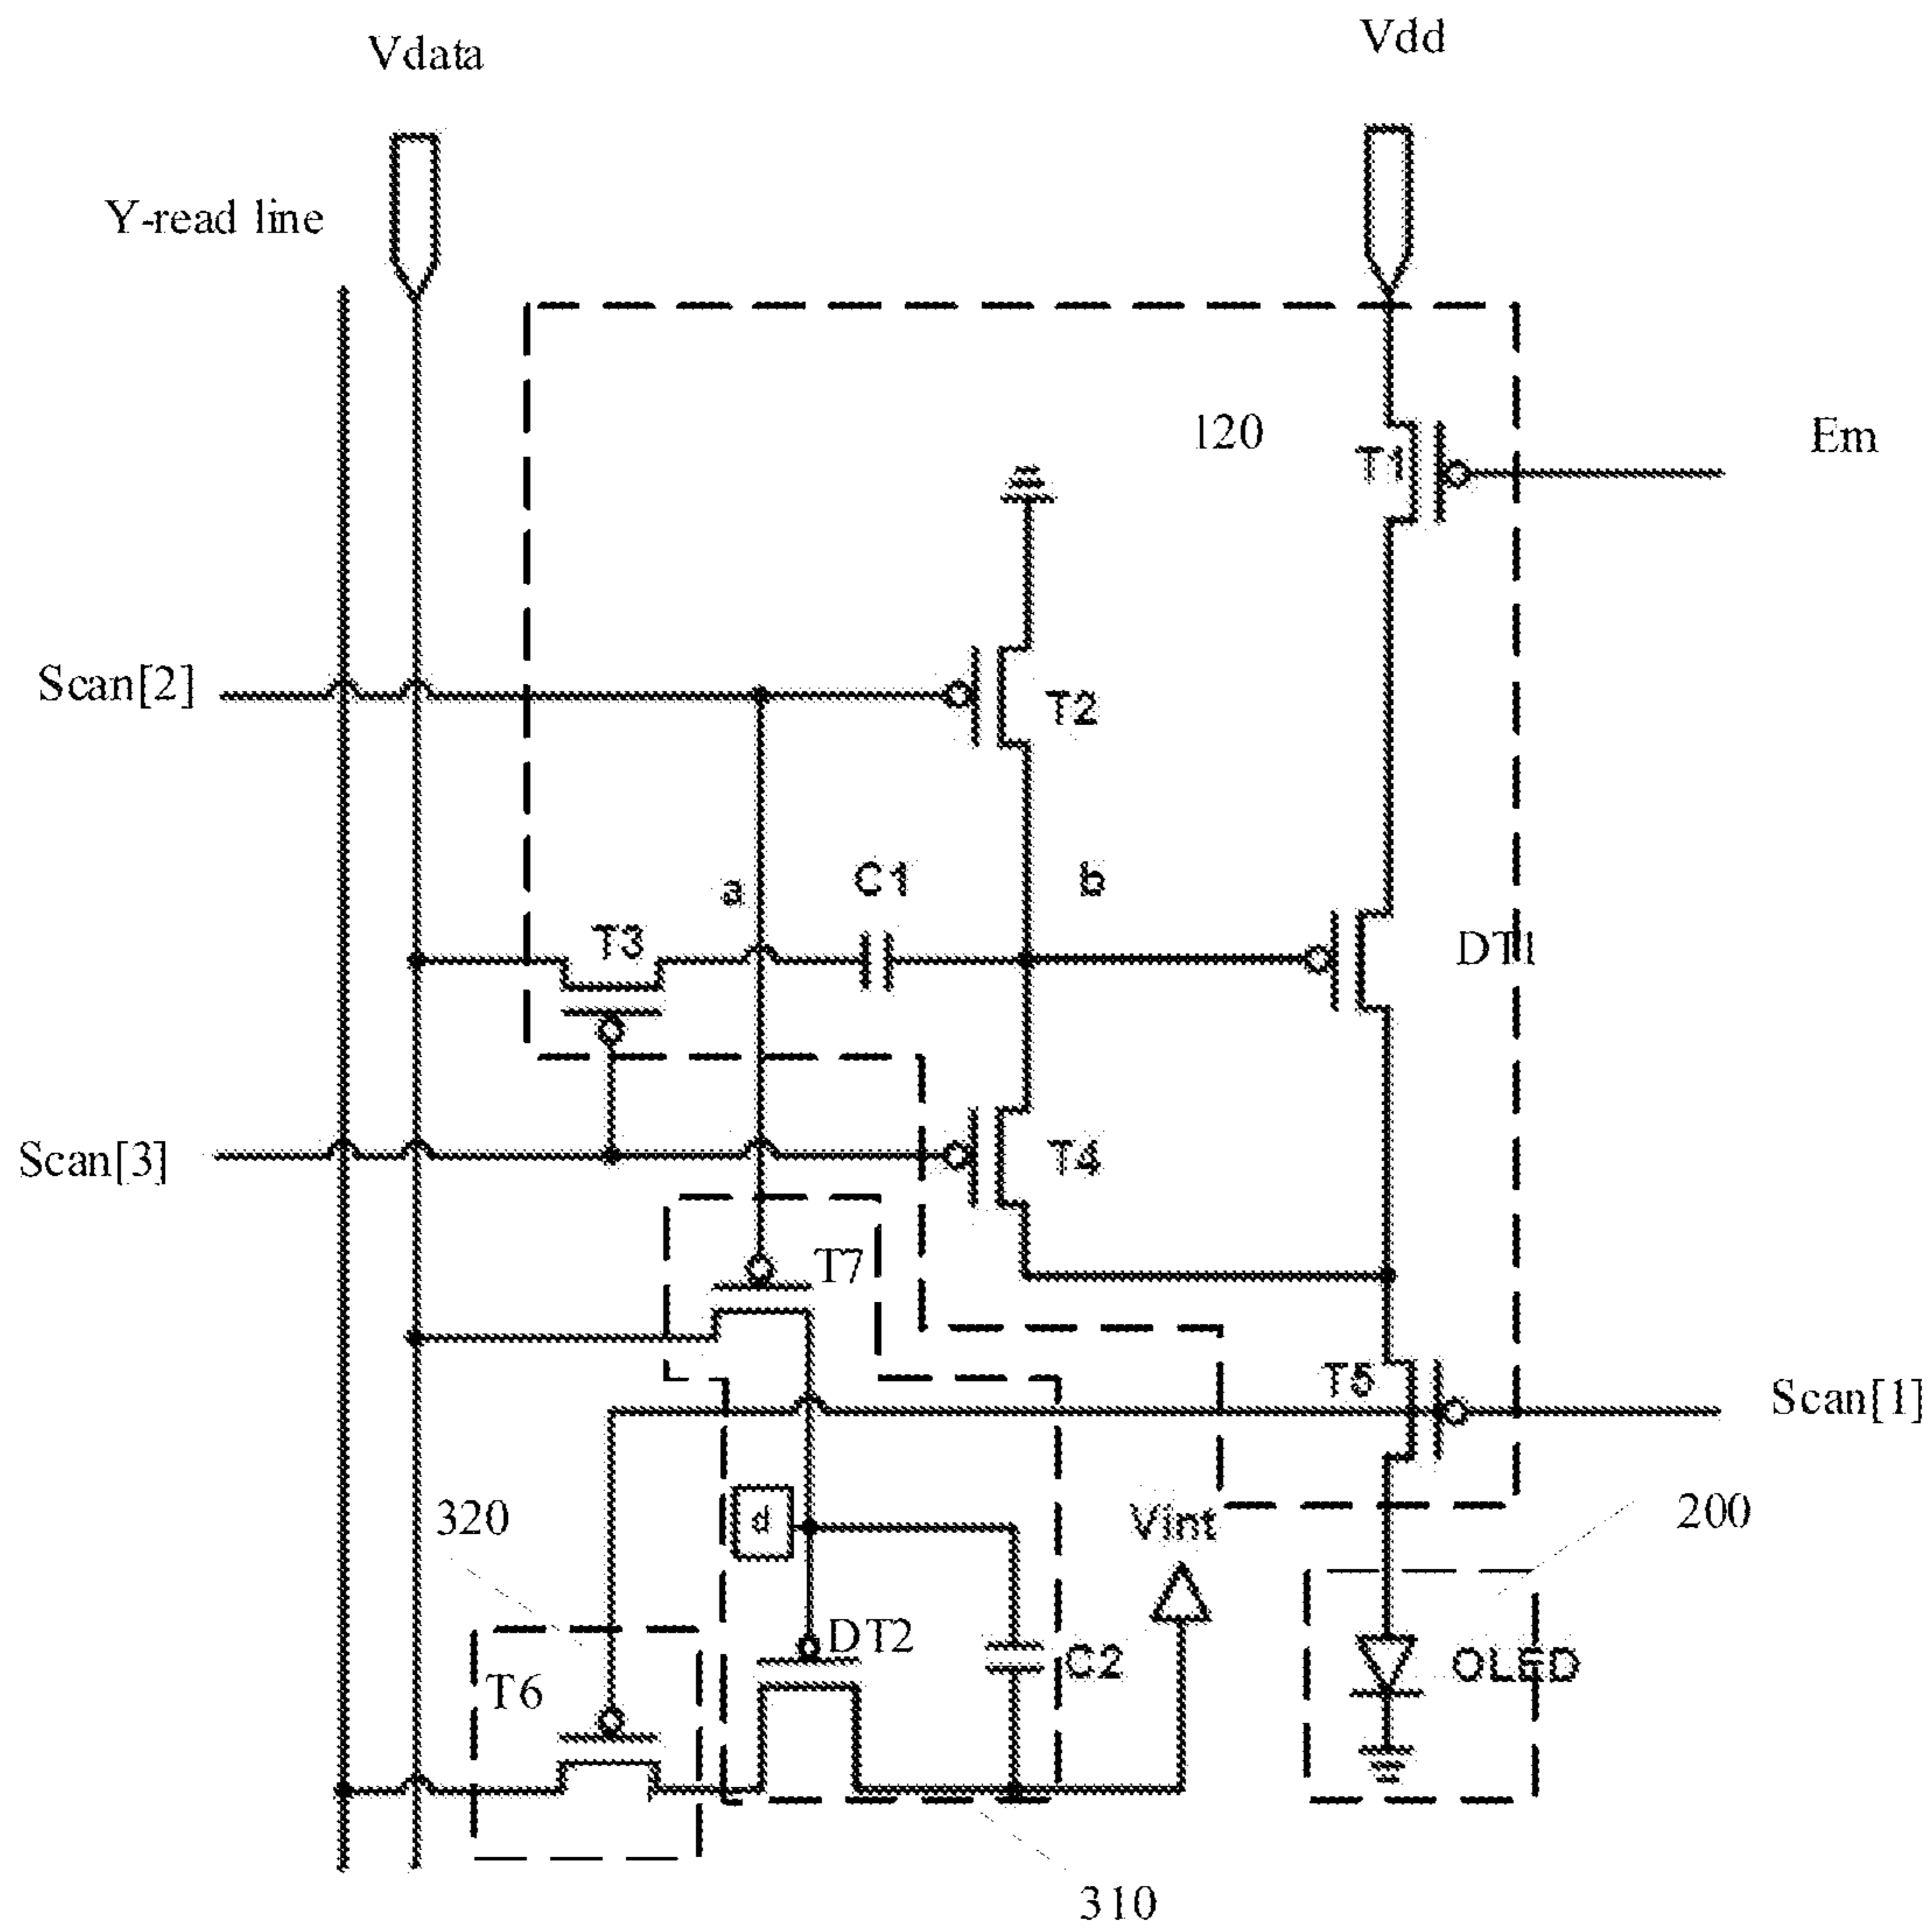 Vdata
Vdd
Y-read line
120
T1
Em
Scan[2]
T2
a
C1
b
T3
DT1
Scan[3]
T4
T7
T5
Scan[1]
320
d
Vint
200
DT2
C2
OLED
T6
310